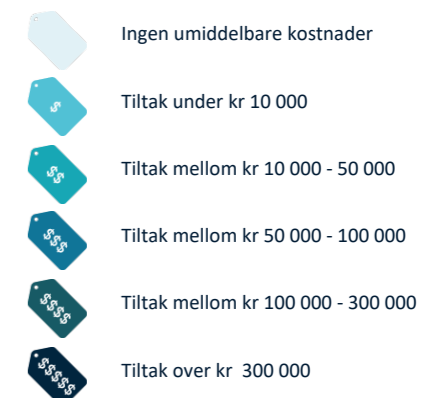 Ingen umiddelbare kostnader
$
Tiltak under kr 10 000
$$
Tiltak mellom kr 10 000 - 50 000
$$$
Tiltak mellom kr 50 000 - 100 000
$$$$
Tiltak mellom kr 100 000 - 300 000
$$$$$
Tiltak over kr  300 000